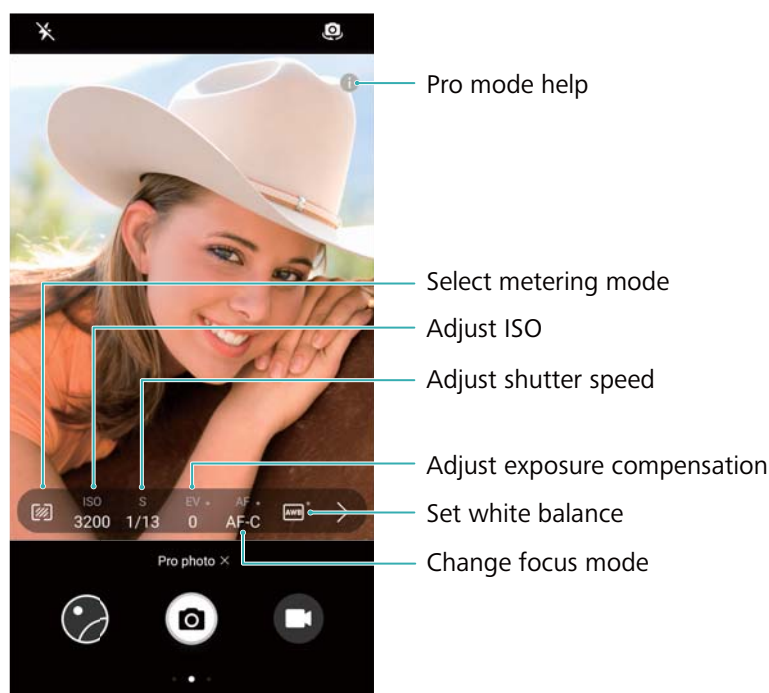 Pro mode help
Select metering mode
Adjust ISO
Adjust shutter speed
Adjust exposure compensation
ISO S EV AF
3200 1/13 0 AF-C AWB
Set white balance
Change focus mode
Pro photo ×